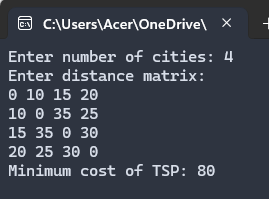 C:\Users\Acer\OneDrive\
Enter number of cities: 4
Enter distance matrix:
0 10 15 20
10 0 35 25
15 35 0 30
20 25 30 0
Minimum cost of TSP: 80